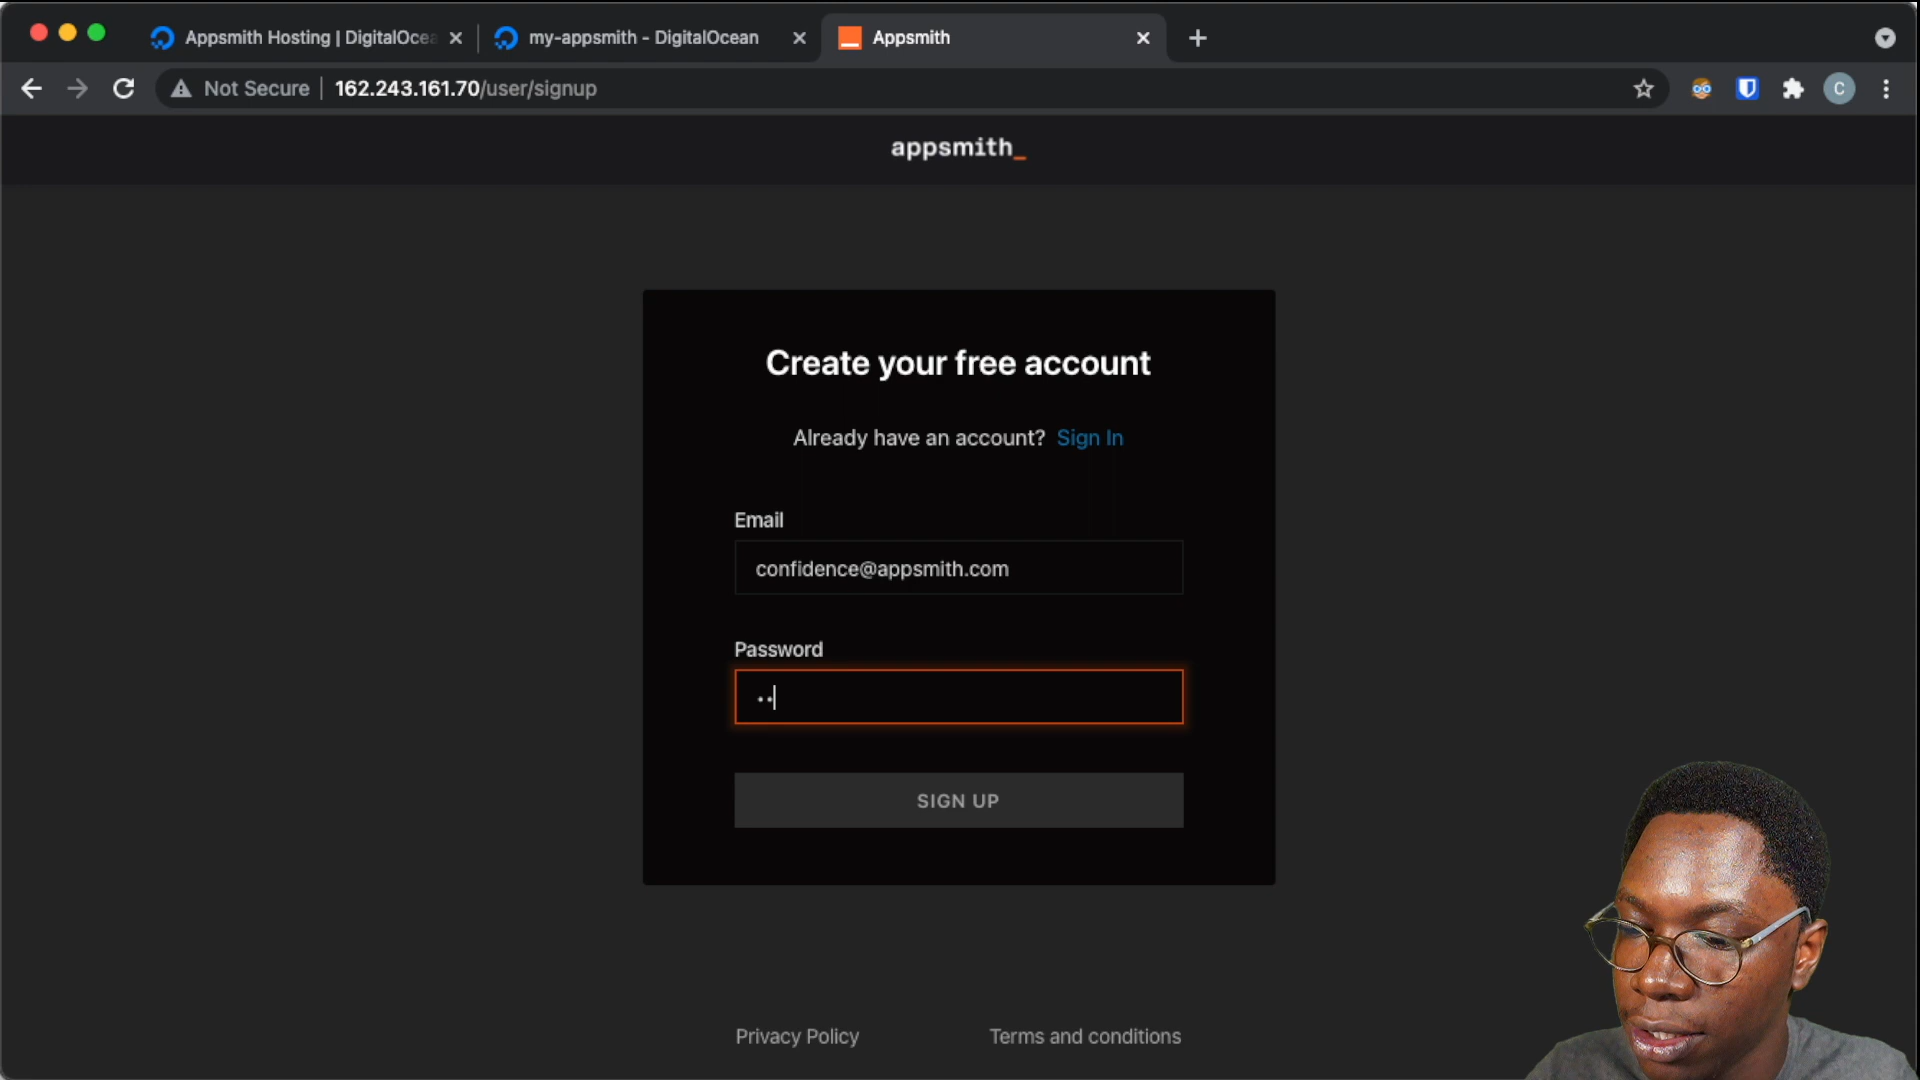 Appsmith Hosting | DigitalOcea
my-appsmith - DigitalOcean
Appsmith
Not Secure | 162.243.161.70/user/signup
C
appsmith_
Create your free account
Already have an account? Sign In
Email
confidence@appsmith.com
Password
SIGN UP
Privacy Policy
Terms and conditions